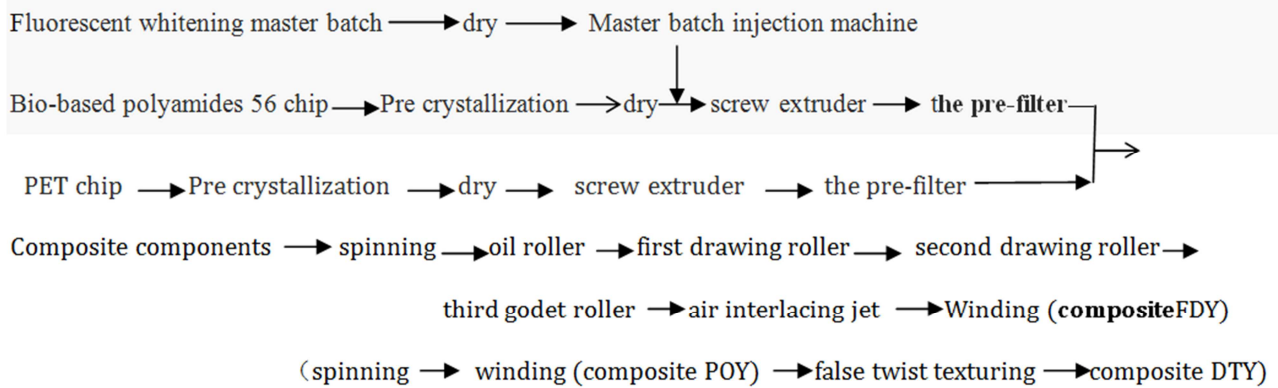 Fluorescent whitening master batch dry Master batch injection machine
Bio-based polyamides 56 chip Pre crystallization dry screw extruder the pre-filter
PET chip Pre crystallization dry screw extruder the pre-filter
Composite components spinning oil roller first drawing roller second drawing roller
third godet roller air interlacing jet Winding (compositeFDY)
(spinning winding (composite POY) false twist texturing composite DTY)